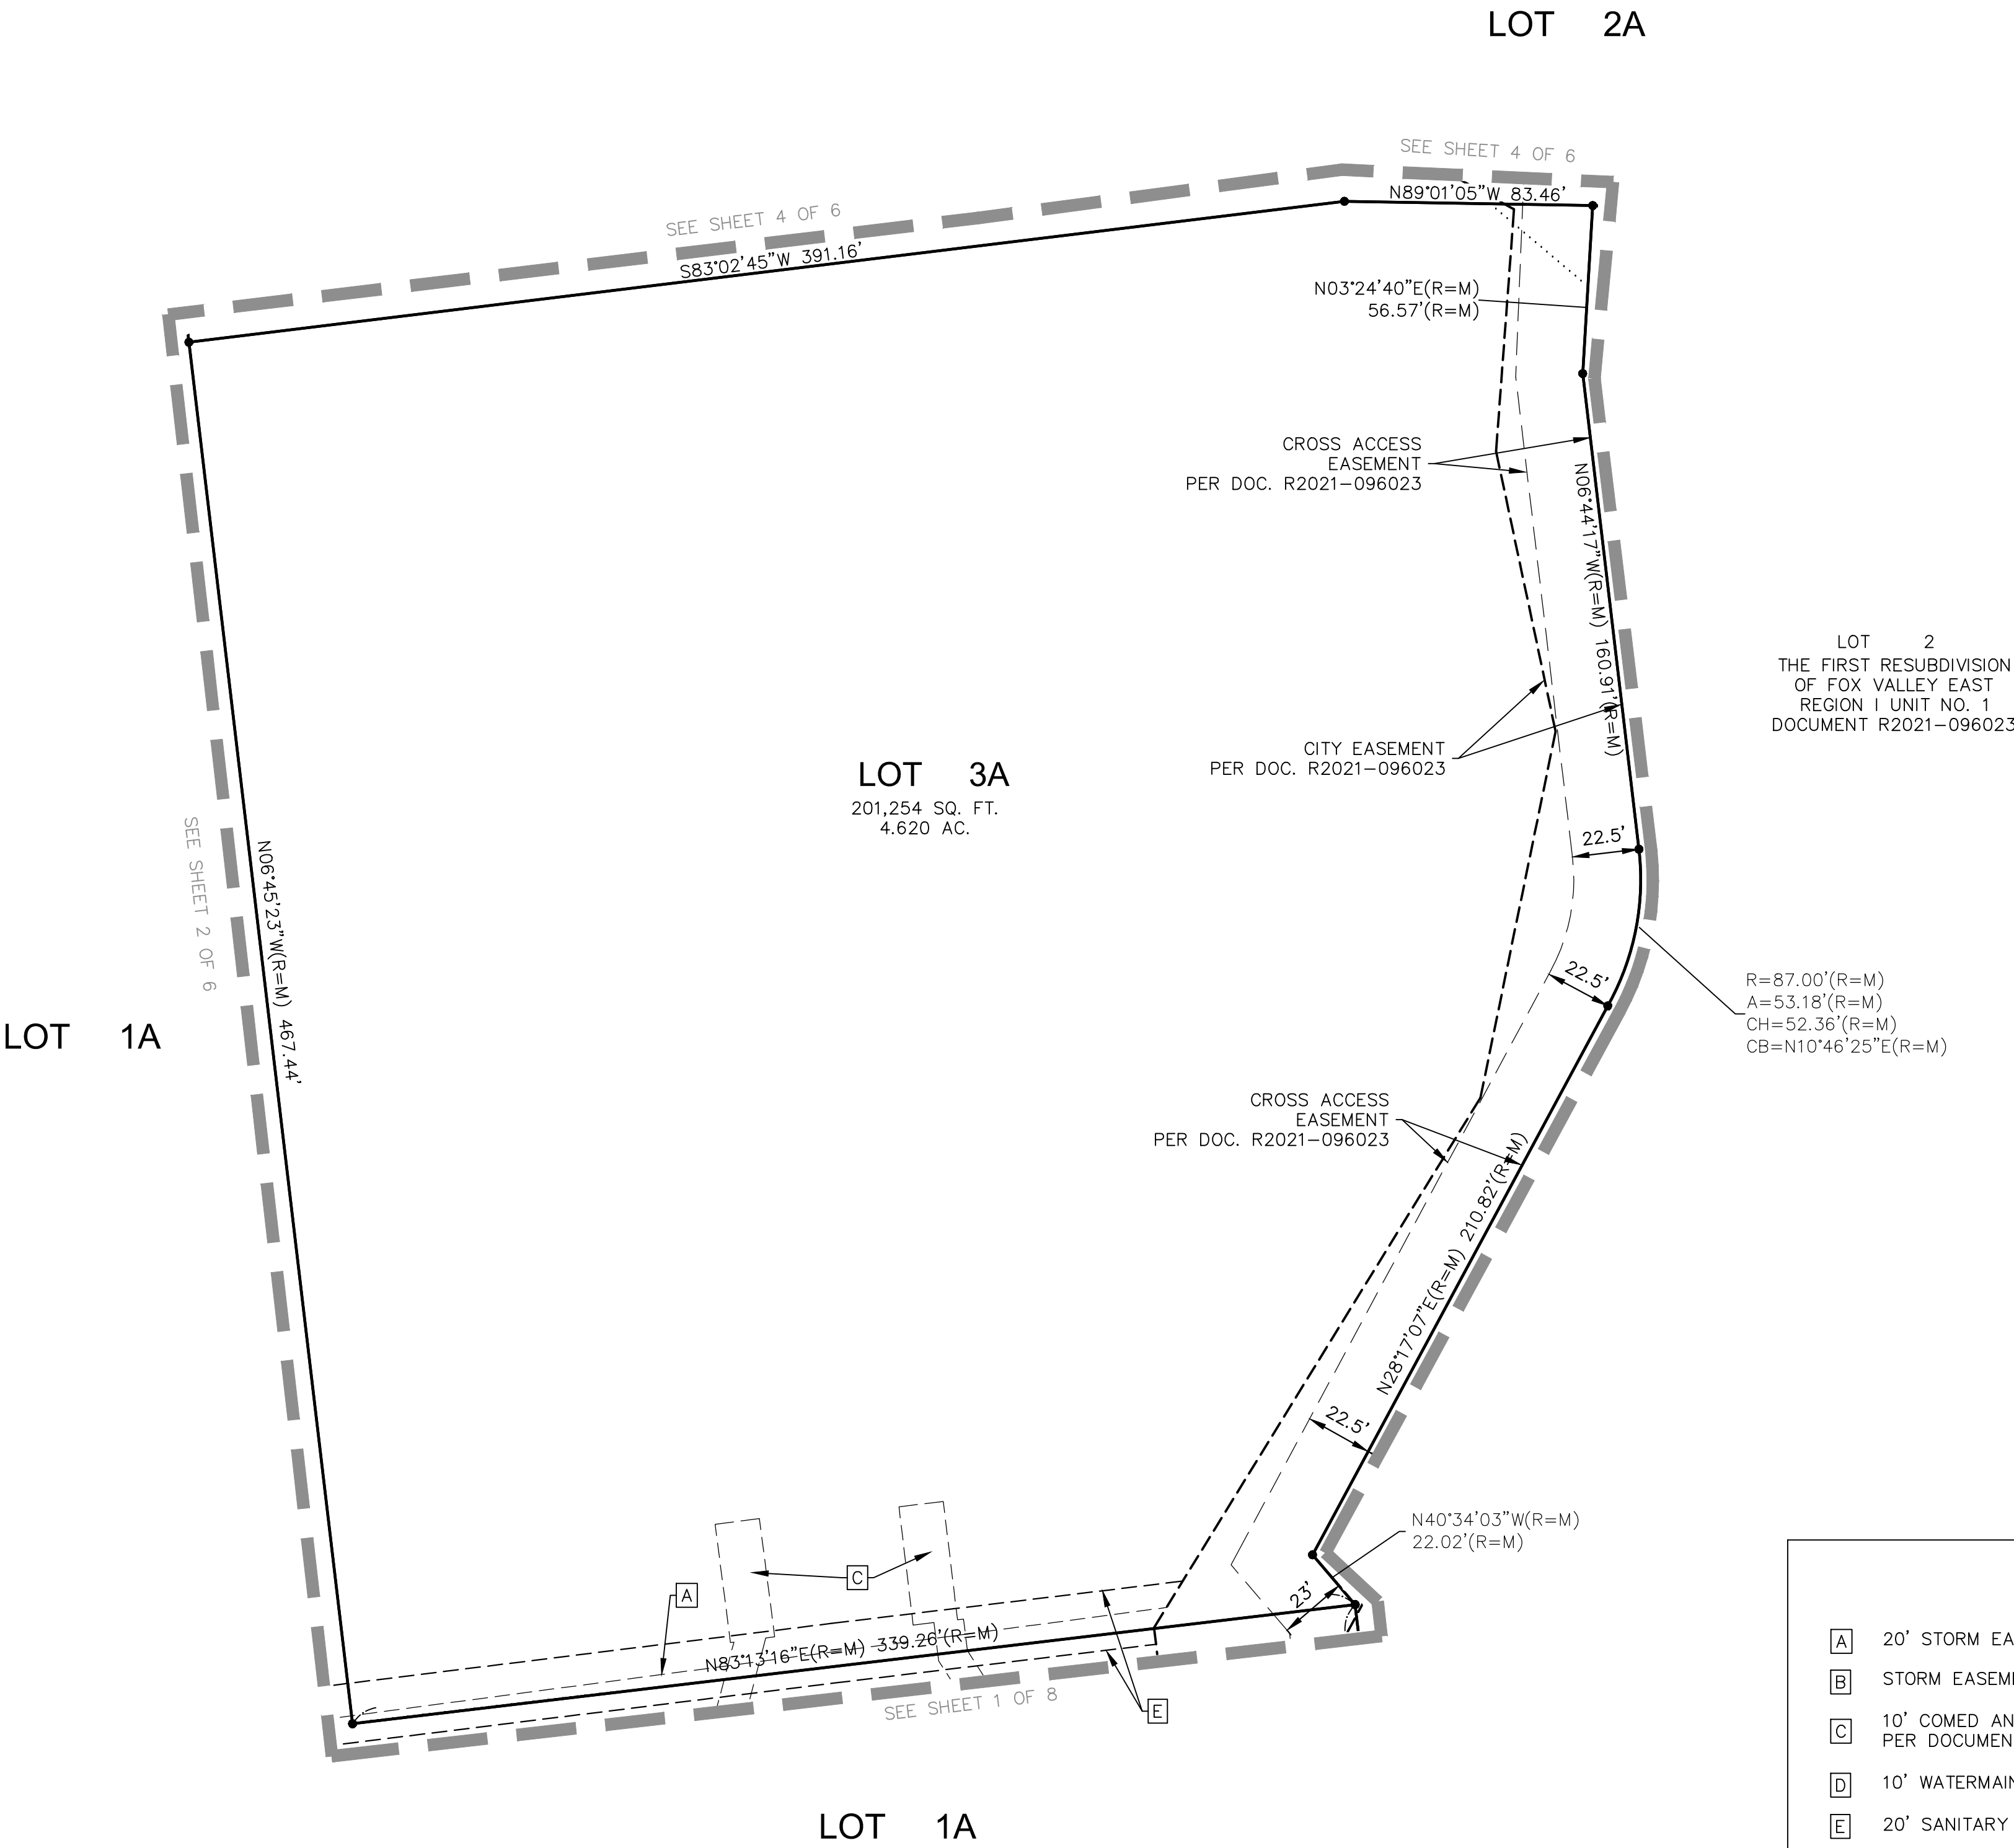 LOT 2A
SEE SHEET 4 OF 6
N89°01'05"W 83.46'
SEE SHEET 4 OF 6
S83°02'45"W 391.16'
N03°24'40"E(R=M)
56.57'(R=M)
CROSS ACCESS
EASEMENT
PER DOC. R2021-096023
N06°44'17"W(R=M) 160.91'(R=M)
LOT 2
THE FIRST RESUBDIVISION
OF FOX VALLEY EAST
REGION I UNIT NO. 1
DOCUMENT R2021-096023
CITY EASEMENT
PER DOC. R2021-096023
LOT 3A
201,254 SQ. FT.
4.620 AC.
22.5'
SEE SHEET 2 OF 6
N06°45'23"W(R=M) 467.44'
22.5'
R=87.00'(R=M)
A=53.18'(R=M)
CH=52.36'(R=M)
CB=N10°46'25"E(R=M)
LOT 1A
CROSS ACCESS
EASEMENT
PER DOC. R2021-096023
N28°17'07"E(R=M) 210.82'(R=M)
22.5'
N40°34'03"W(R=M)
22.02'(R=M)
23'
C
A
N83°13'16"E(R=M) 339.26'(R=M)
SEE SHEET 1 OF 8
E
A 20' STORM EA
B STORM EASEM
C 10' COMED AN
PER DOCUMEN
D 10' WATERMAIN
E 20' SANITARY
LOT 1A